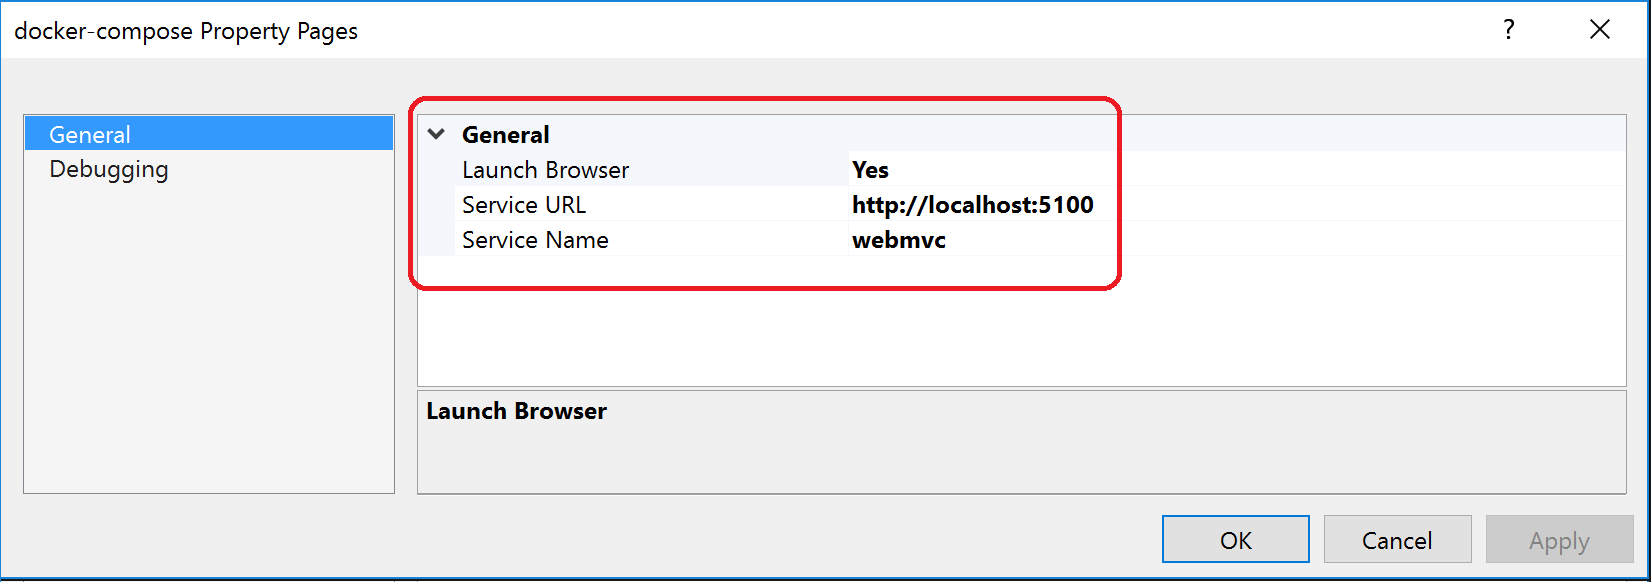 docker-compose Property Pages
?
General
Debugging
General
Launch Browser Yes
Service URL http://localhost:5100
Service Name webmvc
Launch Browser
OK Cancel Apply